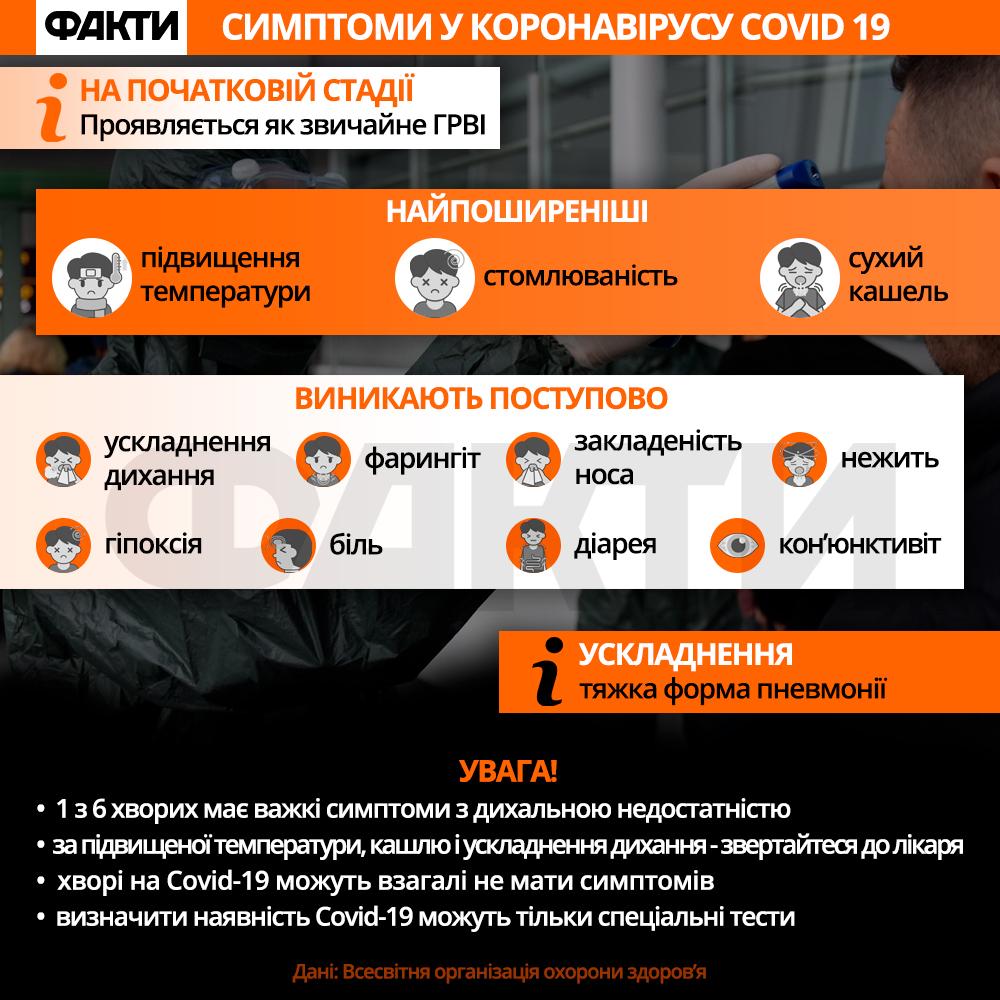 ФАКТИ
СИМПТОМИ У КОРОНАВІРУСУ COVID 19
НА ПОЧАТКОВІЙ СТАДІЇ
Проявляється як звичайне ГРВІ
НАЙПОШИРЕНІШІ
підвищення
температури
стомлюваність
сухий
кашель
ВИНИКАЮТЬ ПОСТУПОВО
ускладнення
дихання
фарингіт
закладеність
носа
нежить
гіпоксія
біль
діарея
кон’юнктивіт
ФАКТИ
УСКЛАДНЕННЯ
тяжка форма пневмонії
УВАГА!
• 1 з 6 хворих має важкі симптоми з дихальною недостатністю
• за підвищеної температури, кашлю і ускладнення дихання - звертайтеся до лікаря
• хворі на Covid-19 можуть взагалі не мати симптомів
• визначити наявність Covid-19 можуть тільки спеціальні тести
Дані: Всесвітня організація охорони здоров’я